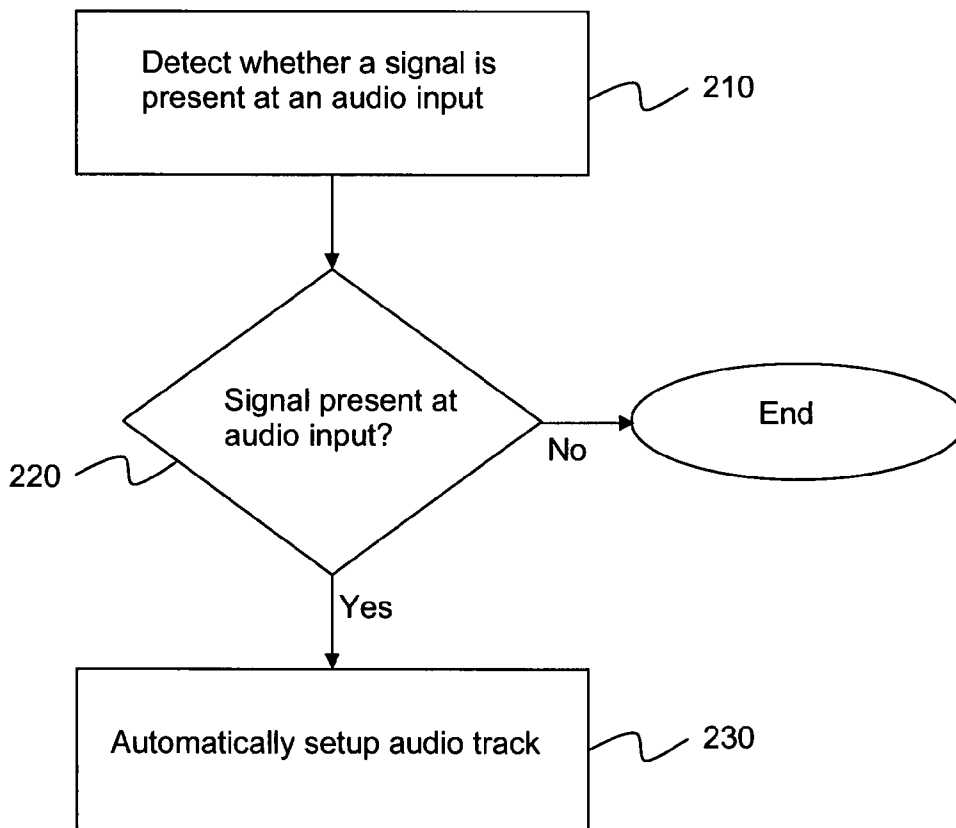 Detect whether a signal is
present at an audio input
210
Signal present at
audio input?
220
No
End
Yes
Automatically setup audio track
230